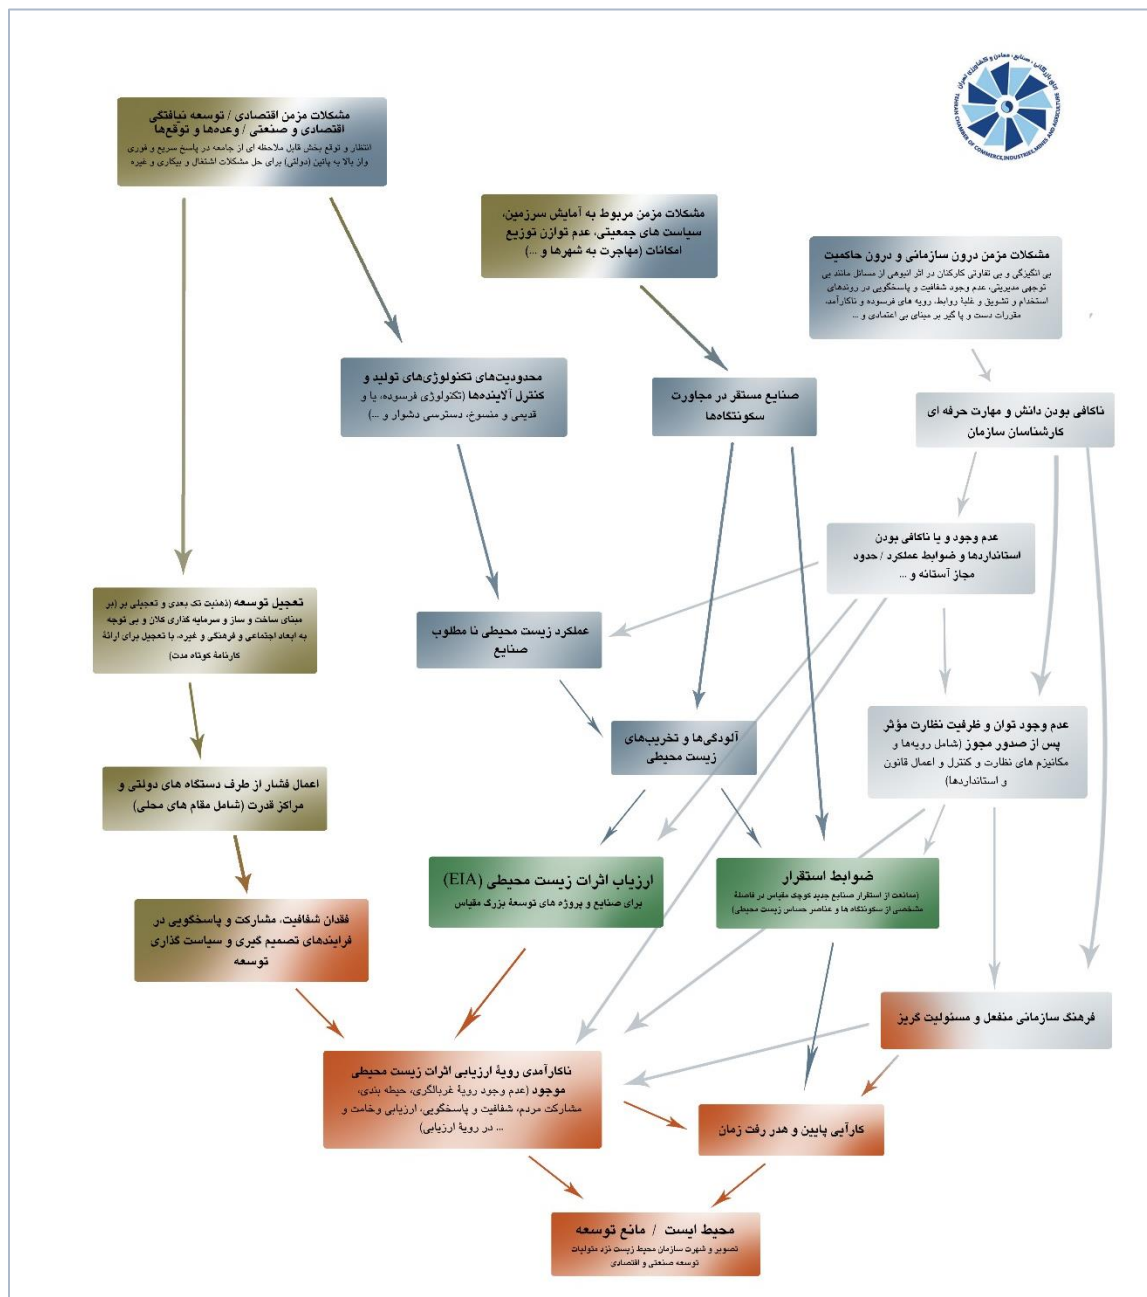 اتاق بازرگانی، صنایع، معادن و کشاورزی تهران
TEHRAN CHAMBER OF COMMERCE, INDUSTRIES, MINES AND AGRICULTURE
مشکلات مزمن اقتصادی / توسعه نیافتگی
اقتصادی و صنعتی / وعده‌ها و توقع‌ها
انتظار و توقع بخش قابل ملاحظه ای از جامعه در پاسخ سریع و فوری
واز بالا به پائین (دولتی) برای حل مشکلات اشتغال و بیکاری و غیره
مشکلات مزمن مربوط به آمایش سرزمین،
سیاست های جمعیتی، عدم توازن توزیع
امکانات (مهاجرت به شهرها و ...)
مشکلات مزمن درون سازمانی و درون حاکمیت
بی انگیزگی و بی تفاوتی کارکنان در اثر انبوهی از مسائل مانند بی
توجهی مدیریتی، عدم وجود شفافیت و پاسخگویی در روندهای
استخدام و تشویق و غلبهٔ روابط، رویه های فرسوده و ناکارآمد،
مقررات دست و پا گیر بر مبنای بی اعتمادی و ...
محدودیت‌های تکنولوژی‌های تولید و
کنترل آلاینده‌ها (تکنولوژی فرسوده، یا و
قدیمی و منسوخ، دسترسی دشوار و ...)
صنایع مستقر در مجاورت
سکونتگاه‌ها
ناکافی بودن دانش و مهارت حرفه ای
کارشناسان سازمان
عدم وجود و یا ناکافی بودن
استانداردها و ضوابط عملکرد / حدود
مجاز آستانه و ...
تعجیل توسعه (ذهنیت تک بعدی و تعجیلی بر (بر
مبنای ساخت و ساز و سرمایه گذاری کلان و بی توجه
به ابعاد اجتماعی و فرهنگی و غیره، با تعجیل برای ارائهٔ
کارنامهٔ کوتاه مدت)
عملکرد زیست محیطی نا مطلوب
صنایع
آلودگی‌ها و تخریب‌های
زیست محیطی
عدم وجود توان و ظرفیت نظارت مؤثر
پس از صدور مجوز (شامل رویه‌ها و
مکانیزم های نظارت و کنترل و اعمال قانون
و استانداردها)
اعمال فشار از طرف دستگاه های دولتی و
مراکز قدرت (شامل مقام های محلی)
ارزیاب اثرات زیست محیطی (EIA)
برای صنایع و پروژه های توسعهٔ بزرگ مقیاس
ضوابط استقرار
(ممانعت از استقرار صنایع جدید کوچک مقیاس در فاصلهٔ
مشخصی از سکونتگاه ها و عناصر حساس زیست محیطی)
فقدان شفافیت، مشارکت و پاسخگویی در
فرایندهای تصمیم گیری و سیاست گذاری
توسعه
فرهنگ سازمانی منفعل و مسئولیت گریز
ناکارآمدی رویهٔ ارزیابی اثرات زیست محیطی
موجود (عدم وجود رویهٔ غربالگری، حیطه بندی،
مشارکت مردم، شفافیت و پاسخگویی، ارزیابی وخامت و
... در رویهٔ ارزیابی)
کارآیی پایین و هدر رفت زمان
محیط ایست / مانع توسعه
تصویر و شهرت سازمان محیط زیست نزد متولیات
توسعه صنعتی و اقتصادی